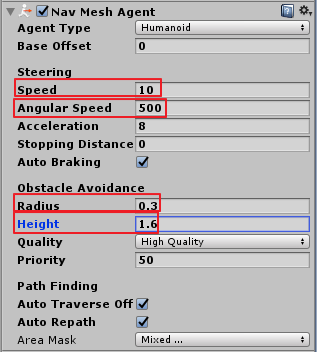 Nav Mesh Agent
Agent Type Humanoid
Base Offset 0
Steering
Speed 10
Angular Speed 500
Acceleration 8
Stopping Distance 0
Auto Braking
Obstacle Avoidance
Radius 0.3
Height 1.6
Quality High Quality
Priority 50
Path Finding
Auto Traverse Off
Auto Repath
Area Mask Mixed ...